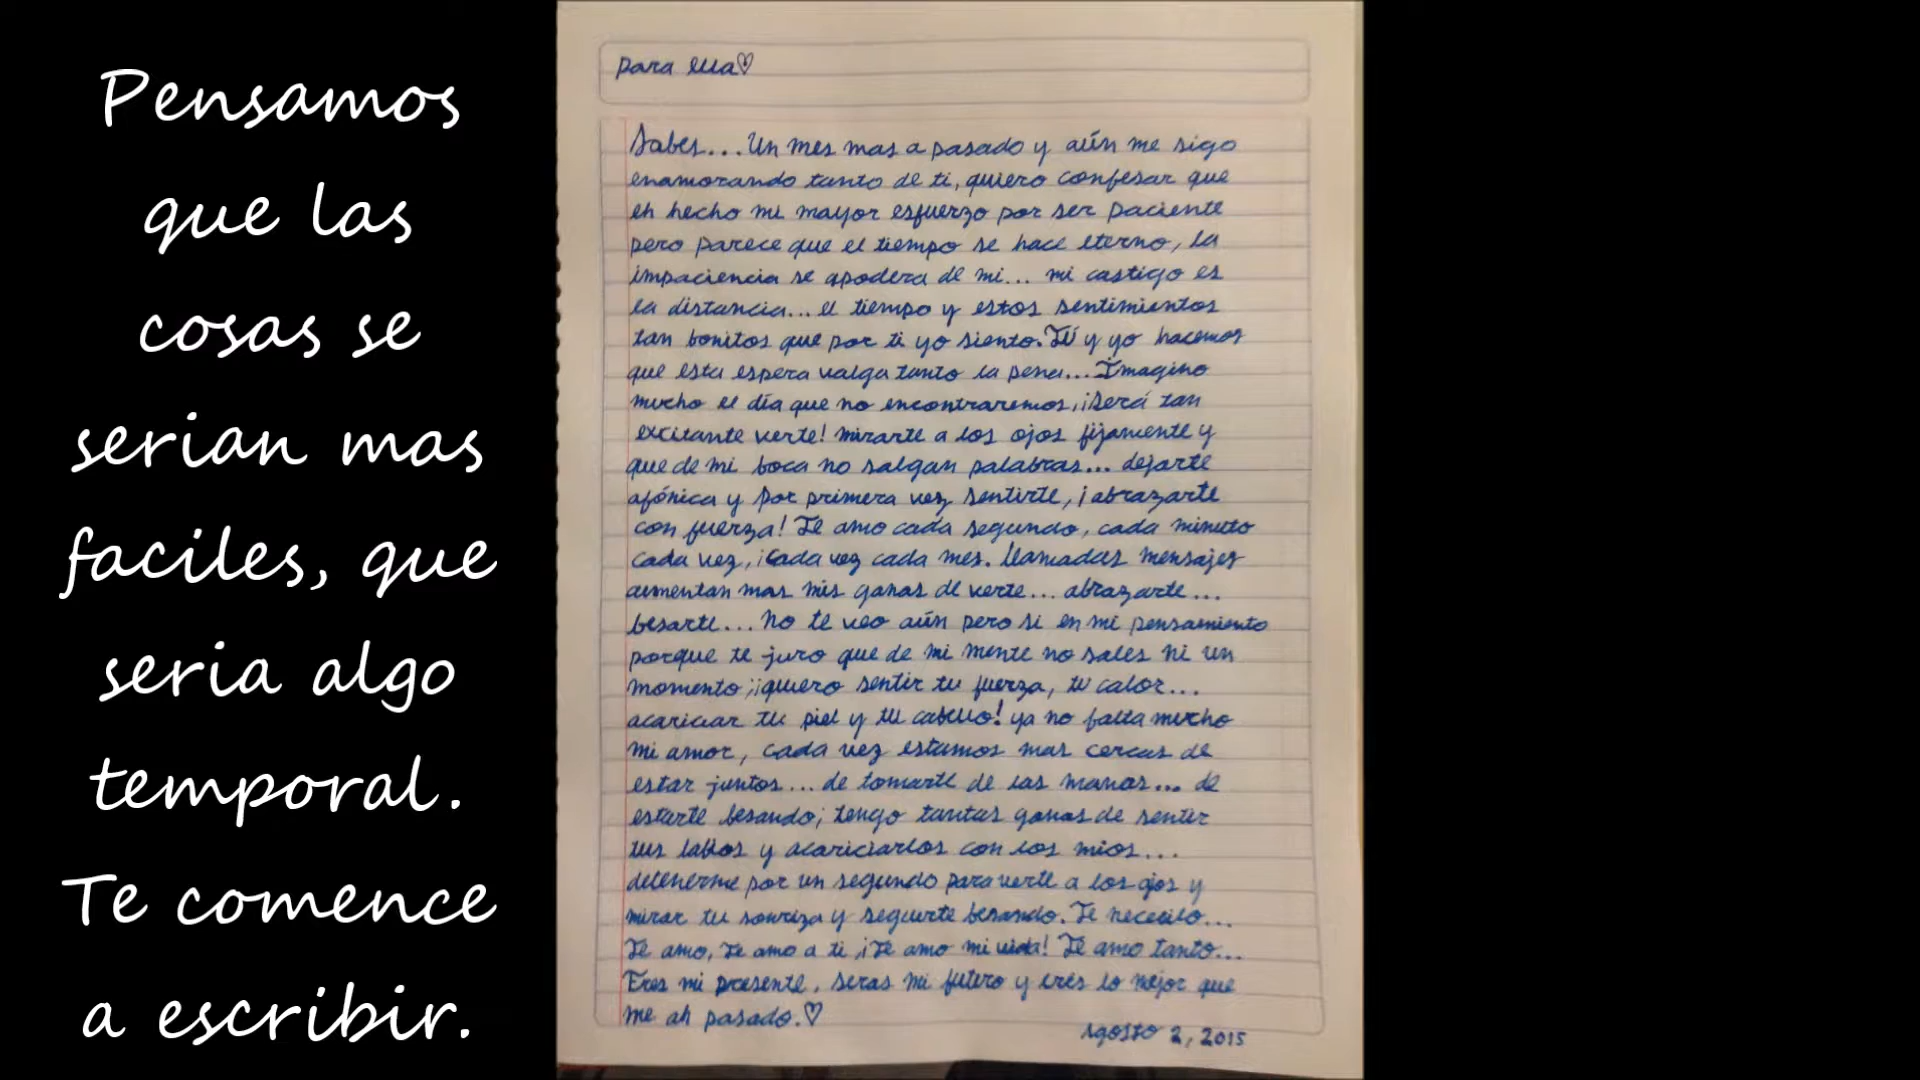 Pensamos
que las
cosas se
serian mas
faciles, que
seria algo
temporal.
Te comence
a escribir.
para ella♡
Sabes... Un mes mas a pasado y aún me sigo
enamorando tanto de ti, quiero confesar que
eh hecho mi mayor esfuerzo por ser paciente
pero parece que el tiempo se hace eterno, la
impaciencia se apodera de mi... mi castigo es
la distancia... el tiempo y estos sentimientos
tan bonitos que por ti yo siento. Tú y yo hacemos
que esta espera valga tanto la pena... Imagino
mucho el día que no encontraremos, ¡será tan
excitante verte! mirarte a los ojos fijamente y
que de mi boca no salgan palabras... dejarte
afónica y por primera vez sentirte, ¡abrazarte
con fuerza! Te amo cada segundo, cada minuto
cada vez, ¡cada vez cada mes. llamadas mensajes
aumentan mas mis ganas de verte... abrazarte...
besarte... No te veo aún pero si en mi pensamiento
porque te juro que de mi mente no sales ni un
momento; ¡quiero sentir tu fuerza, tu calor...
acariciar tu piel y tu cabello! ya no falta mucho
mi amor, cada vez estamos mas cercas de
estar juntos... de tomarte de las manos... de
estarte besando; tengo tantas ganas de sentir
tus labios y acariciarlos con los mios...
detenerme por un segundo para verte a los ojos y
mirar tu sonriza y seguirte besando. Te necesito...
Te amo, Te amo a ti, ¡Te amo mi vida! Te amo tanto...
Eres mi presente, seras mi futuro y eres lo mejor que
me ah pasado.♡
Agosto 2, 2015